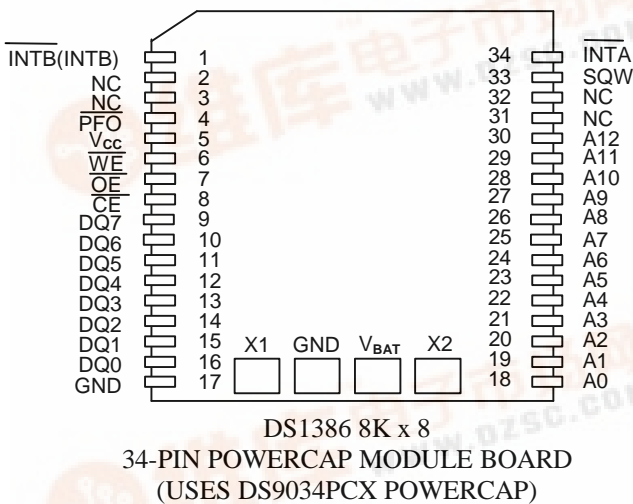 INTB(INTB) 1 34 INTA
NC 2 33 SQW
NC 3 32 NC
PFO 4 31 NC
Vcc 5 30 A12
WE 6 29 A11
OE 7 28 A10
CE 8 27 A9
DQ7 9 26 A8
DQ6 10 25 A7
DQ5 11 24 A6
DQ4 12 23 A5
DQ3 13 22 A4
DQ2 14 21 A3
DQ1 15 20 A2
DQ0 16 19 A1
GND 17 18 A0
X1 GND VBAT X2
DS1386 8K x 8
34-PIN POWERCAP MODULE BOARD
(USES DS9034PCX POWERCAP)